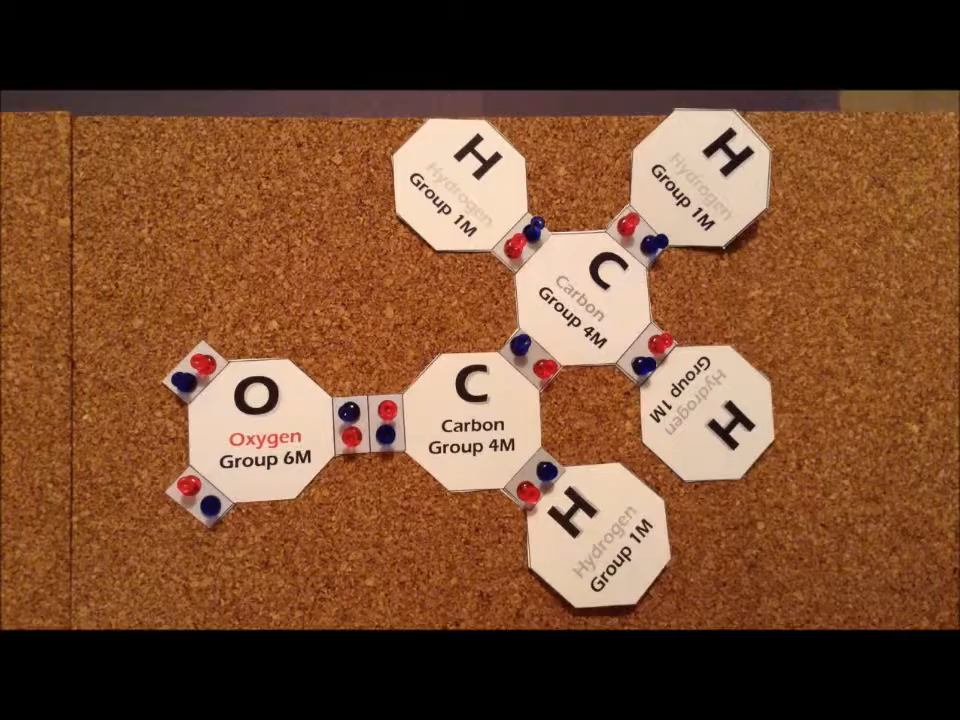 H
Hydrogen
Group 1M
H
Hydrogen
Group 1M
C
Carbon
Group 4M
O
Oxygen
Group 6M
C
Carbon
Group 4M
H
Hydrogen
Group 1M
H
Hydrogen
Group 1M